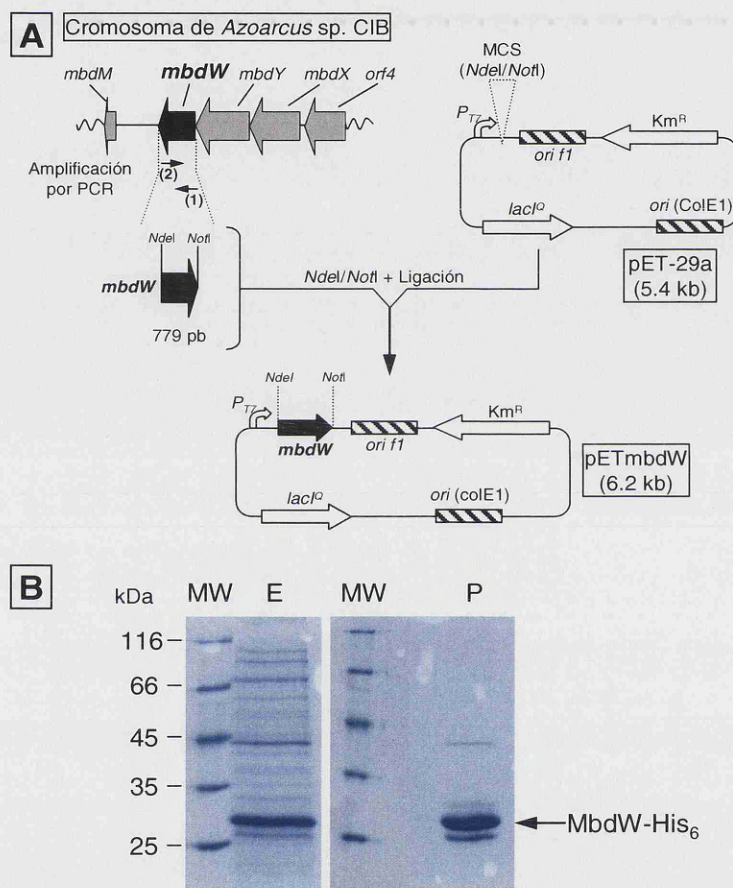 A
Cromosoma de Azoarcus sp. CIB
mbdM
mbdW
mbdY
mbdX
orf4
MCS
(NdeI/NotI)
PT7
ori f1
KmR
lacIQ
ori (ColE1)
pET-29a
(5.4 kb)
Amplificación
por PCR
(2)
(1)
NdeI
NotI
mbdW
779 pb
NdeI/NotI + Ligación
NdeI
NotI
PT7
mbdW
ori f1
KmR
lacIQ
ori (colE1)
pETmbdW
(6.2 kb)
B
kDa
MW
E
MW
P
116
66
45
35
25
MbdW-His6